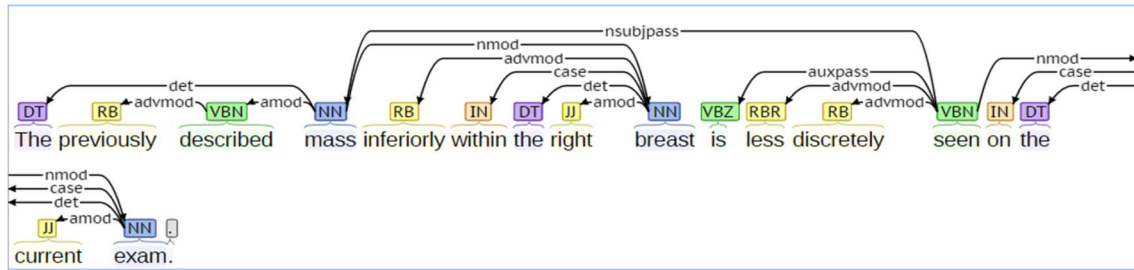 nsubjpass
nmod nmod
advmod case
det case auxpass det
det advmod
DT RB advmod VBN amod NN RB IN DT JJ amod NN VBZ RBR RB advmod VBN IN DT
The previously described mass inferiorly within the right breast is less discretely seen on the
nmod
case
det
JJ amod NN .
current exam.